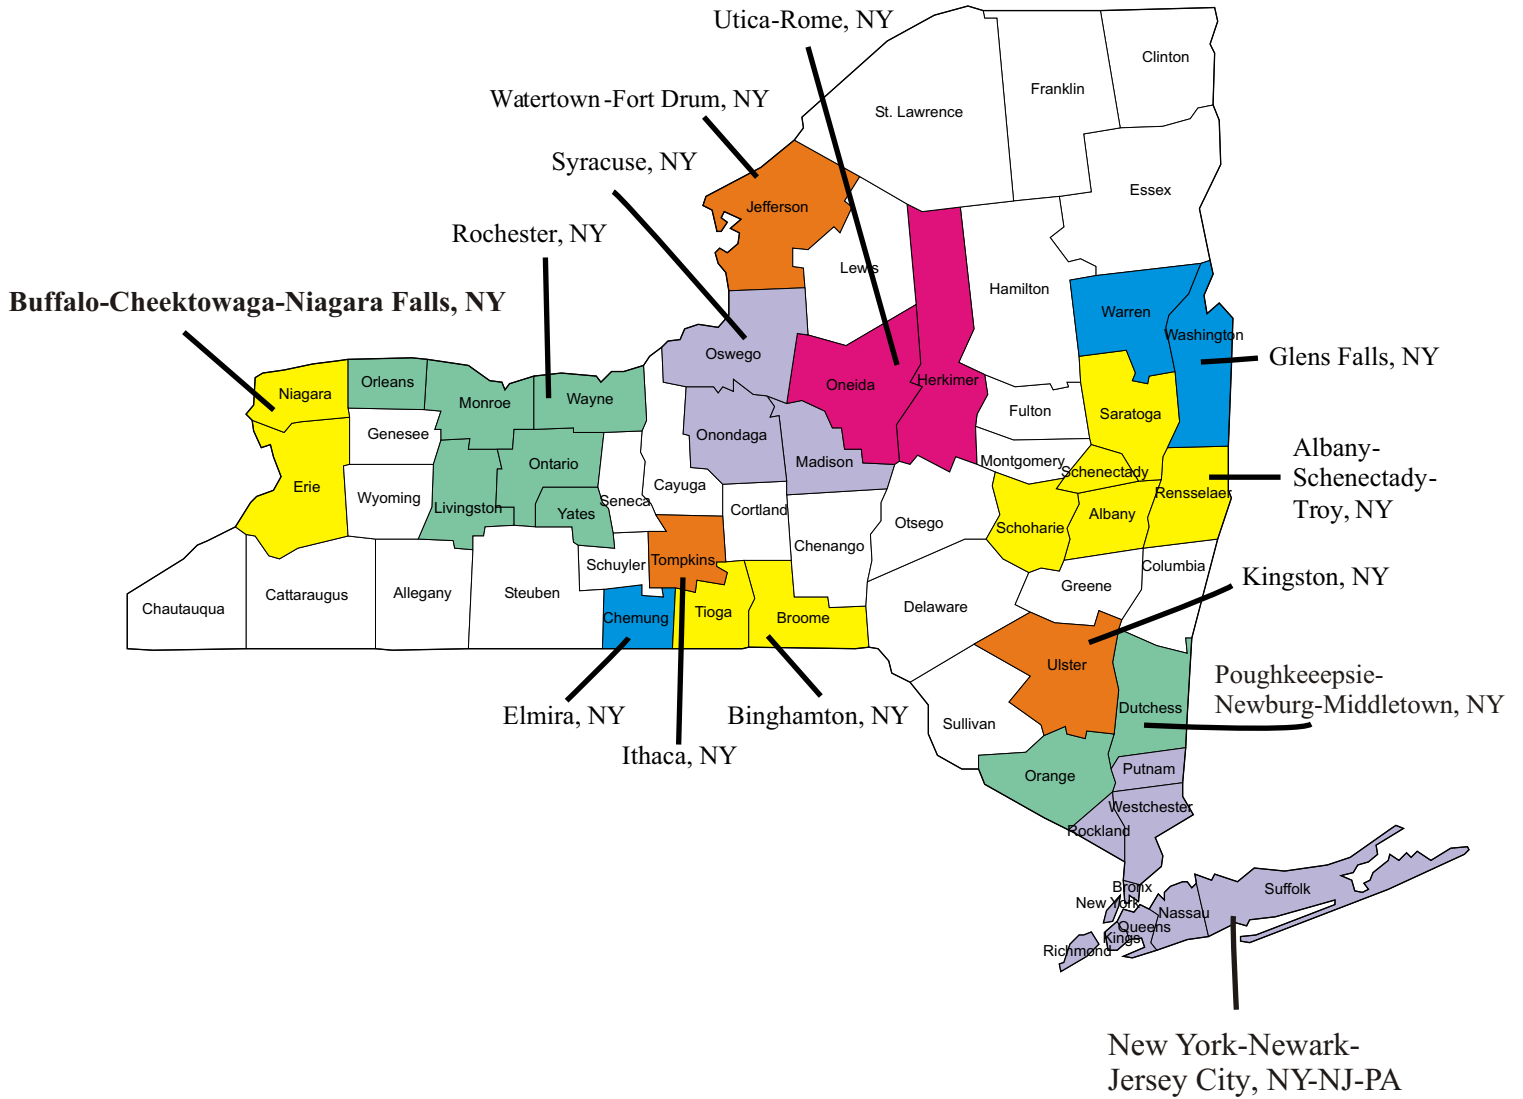 Utica-Rome, NY
Clinton
Franklin
Watertown-Fort Drum, NY
St. Lawrence
Syracuse, NY
Essex
Jefferson
Rochester, NY
Lewis
Hamilton
Buffalo-Cheektowaga-Niagara Falls, NY
Warren
Washington
Oswego
Glens Falls, NY
Orleans
Oneida
Herkimer
Niagara
Wayne
Monroe
Fulton
Saratoga
Genesee
Onondaga
Albany-
Schenectady-
Troy, NY
Madison
Montgomery
Ontario
Schenectady
Erie
Cayuga
Rensselaer
Wyoming
Seneca
Livingston
Cortland
Yates
Albany
Otsego
Schoharie
Chenango
Tompkins
Schuyler
Columbia
Kingston, NY
Greene
Allegany
Steuben
Cattaraugus
Chautauqua
Delaware
Tioga
Chemung
Broome
Ulster
Poughkeeepsie-
Newburg-Middletown, NY
Dutchess
Elmira, NY
Binghamton, NY
Sullivan
Ithaca, NY
Putnam
Orange
Westchester
Rockland
Bronx
Suffolk
New York
Nassau
Queens
Kings
Richmond
New York-Newark-
Jersey City, NY-NJ-PA